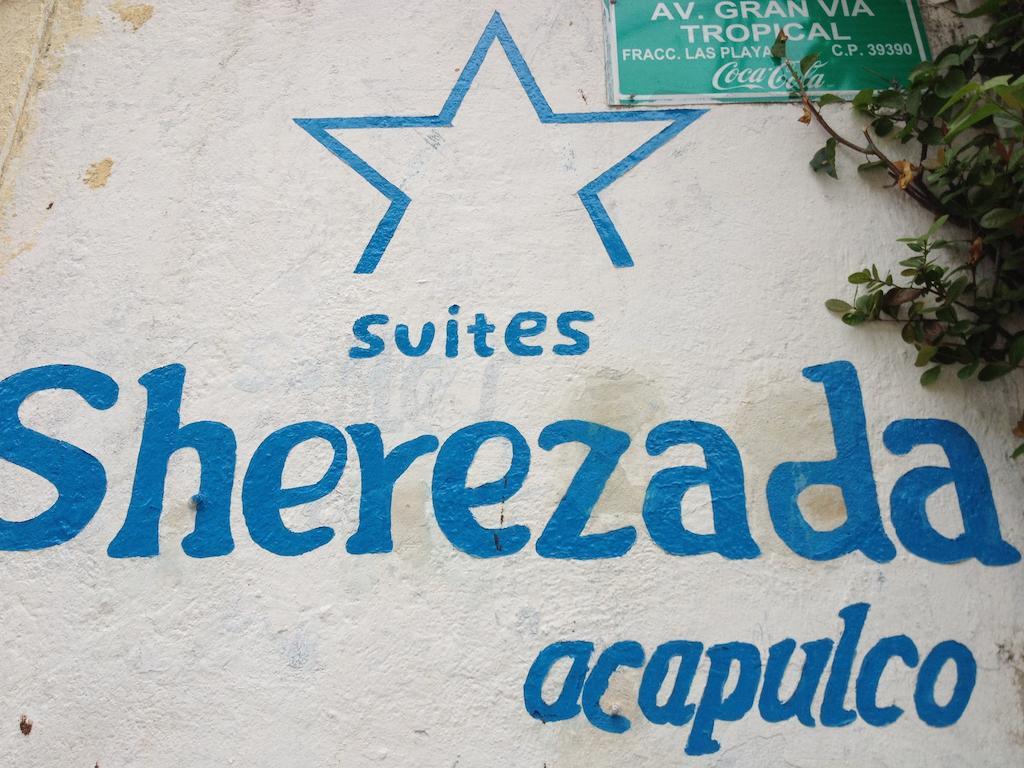 AV. GRAN VIA
TROPICAL
FRACC. LAS PLAYA C.P. 39390
Coca-Cola
suites
Sherezada
acapulco